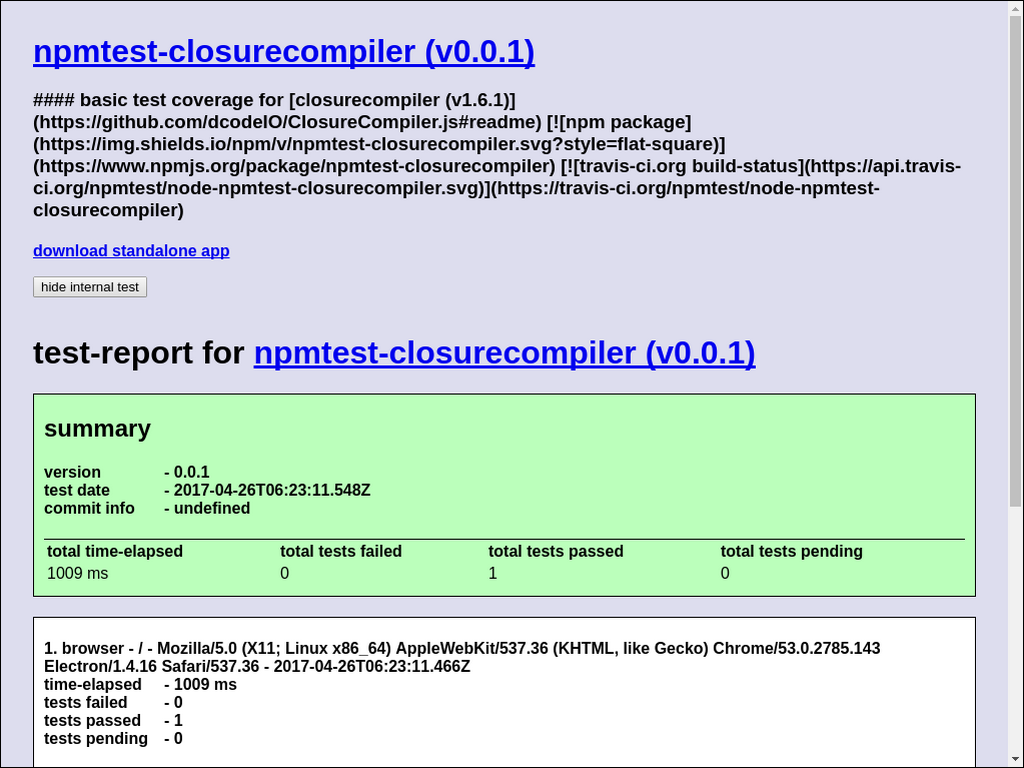 npmtest-closurecompiler (v0.0.1)
#### basic test coverage for [closurecompiler (v1.6.1)]
(https://github.com/dcodeIO/ClosureCompiler.js#readme) [![npm package]
(https://img.shields.io/npm/v/npmtest-closurecompiler.svg?style=flat-square)]
(https://www.npmjs.org/package/npmtest-closurecompiler) [![travis-ci.org build-status](https://api.travis-
ci.org/npmtest/node-npmtest-closurecompiler.svg)](https://travis-ci.org/npmtest/node-npmtest-
closurecompiler)
download standalone app
hide internal test
test-report for npmtest-closurecompiler (v0.0.1)
summary
version - 0.0.1
test date - 2017-04-26T06:23:11.548Z
commit info - undefined
total time-elapsed total tests failed total tests passed total tests pending
1009 ms 0 1 0
1. browser - / - Mozilla/5.0 (X11; Linux x86_64) AppleWebKit/537.36 (KHTML, like Gecko) Chrome/53.0.2785.143
Electron/1.4.16 Safari/537.36 - 2017-04-26T06:23:11.466Z
time-elapsed - 1009 ms
tests failed - 0
tests passed - 1
tests pending - 0